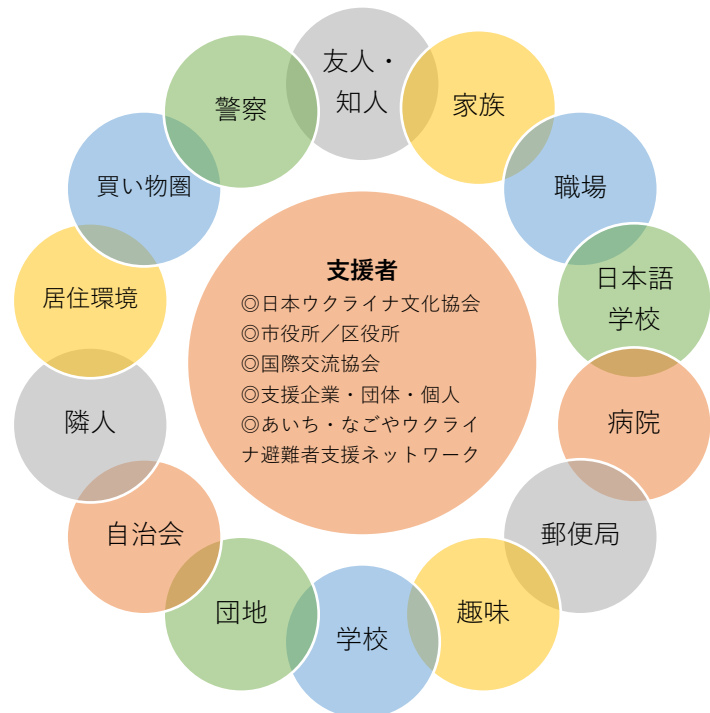 友人・
知人
家族
職場
日本語
学校
病院
郵便局
趣味
学校
団地
自治会
隣人
居住環境
買い物圏
警察
支援者
◎日本ウクライナ文化協会
◎市役所／区役所
◎国際交流協会
◎支援企業・団体・個人
◎あいち・なごやウクライ
ナ避難者支援ネットワーク